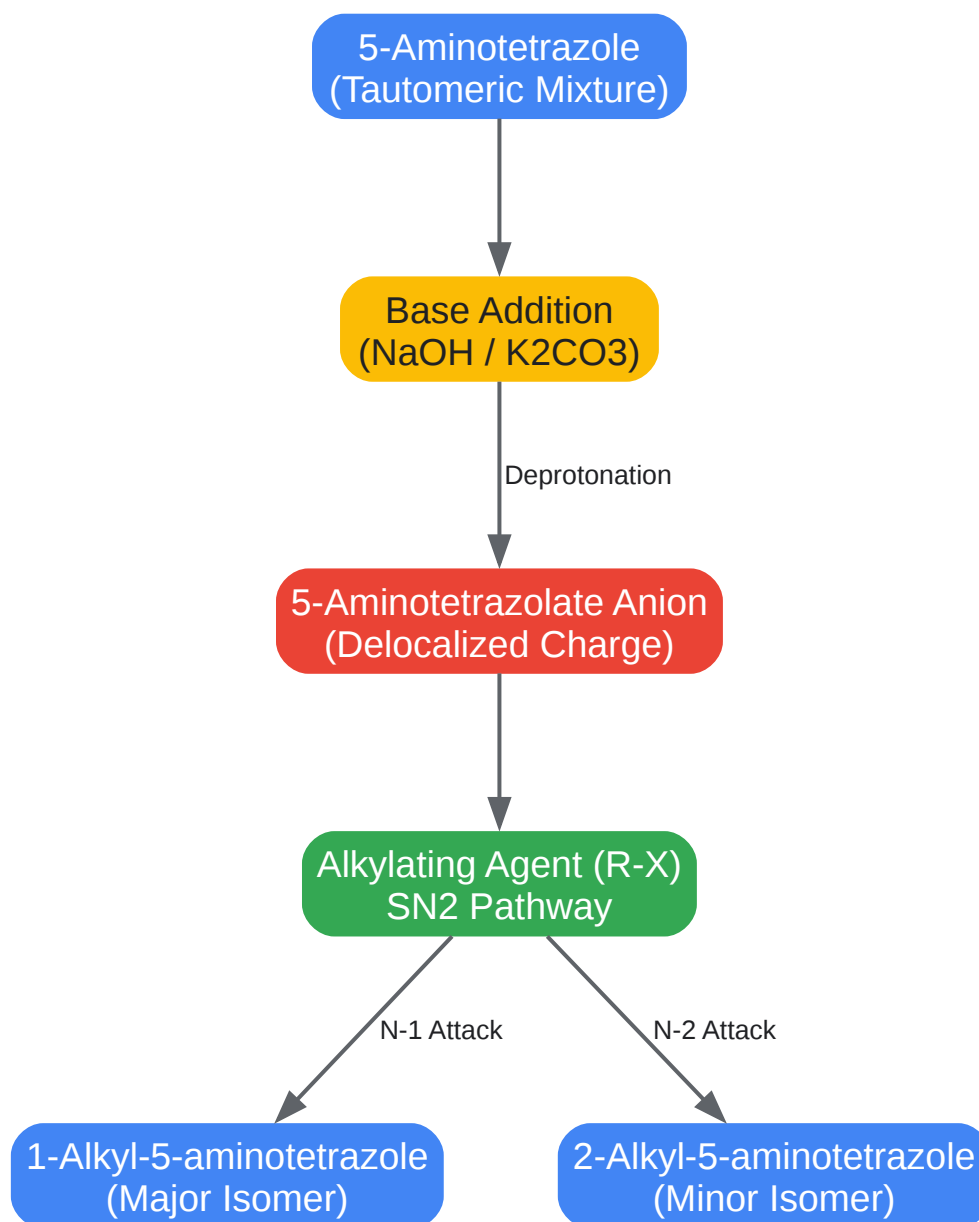 5-Aminotetrazole
(Tautomeric Mixture)
Base Addition
(NaOH / K2CO3)
Deprotonation
5-Aminotetrazolate Anion
(Delocalized Charge)
Alkylating Agent (R-X)
SN2 Pathway
N-1 Attack
N-2 Attack
1-Alkyl-5-aminotetrazole
(Major Isomer)
2-Alkyl-5-aminotetrazole
(Minor Isomer)